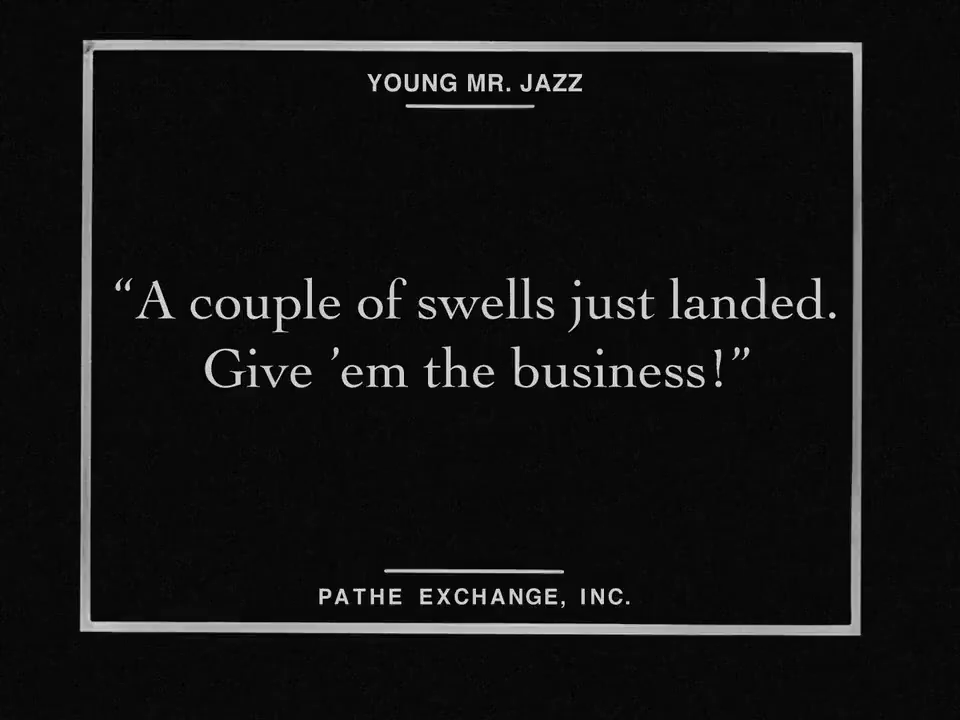 YOUNG MR. JAZZ
“A couple of swells just landed.
Give ’em the business!”
PATHE EXCHANGE, INC.